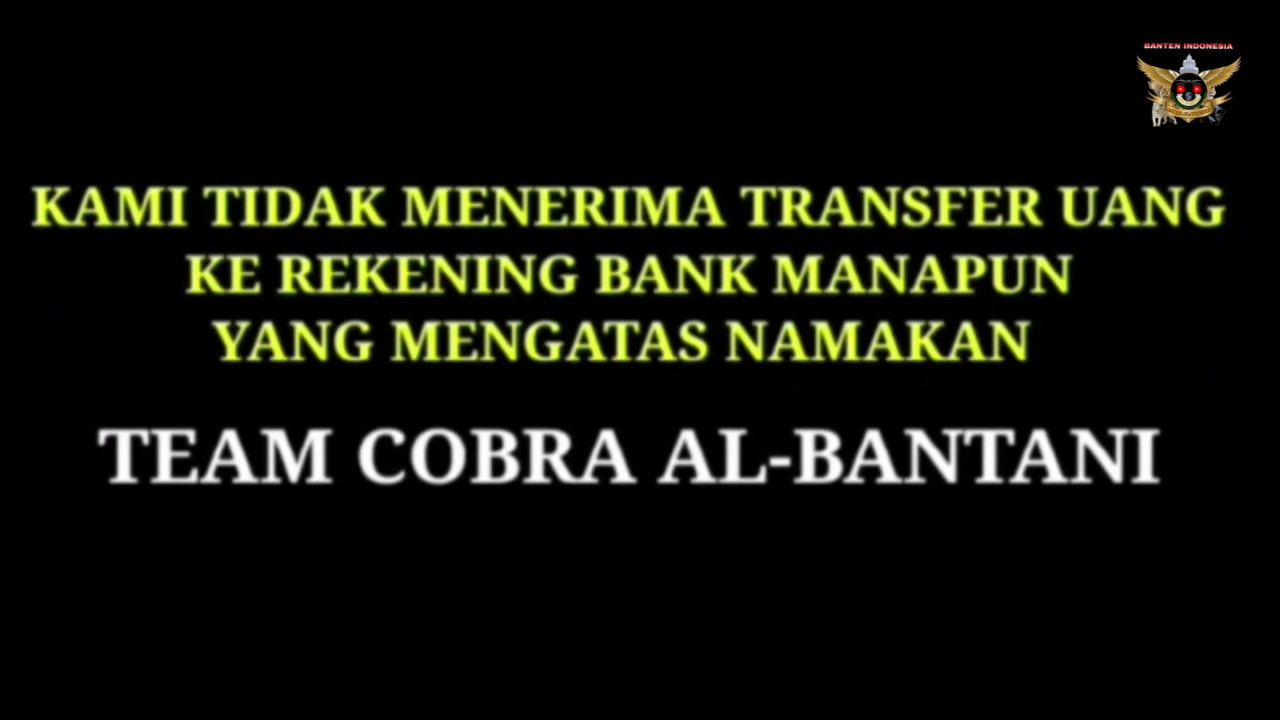 BANTEN INDONESIA
KAMI TIDAK MENERIMA TRANSFER UANG
KE REKENING BANK MANAPUN
YANG MENGATAS NAMAKAN
TEAM COBRA AL-BANTANI